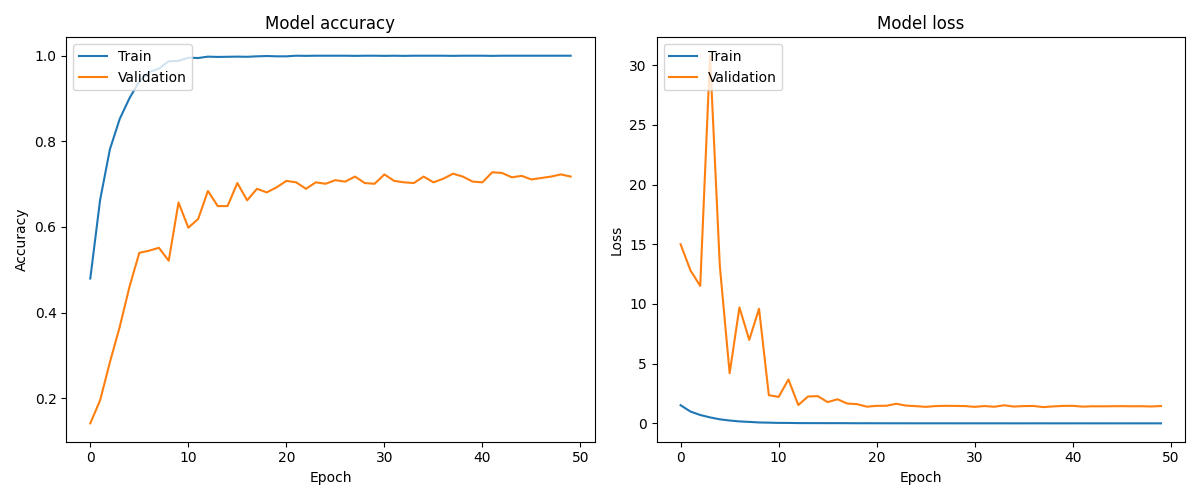 Model accuracy
Train
Validation
1.0
0.8
0.6
0.4
0.2
Accuracy
0 10 20 30 40 50
Epoch
Model loss
Train
Validation
30
25
20
15
10
5
0
Loss
0 10 20 30 40 50
Epoch